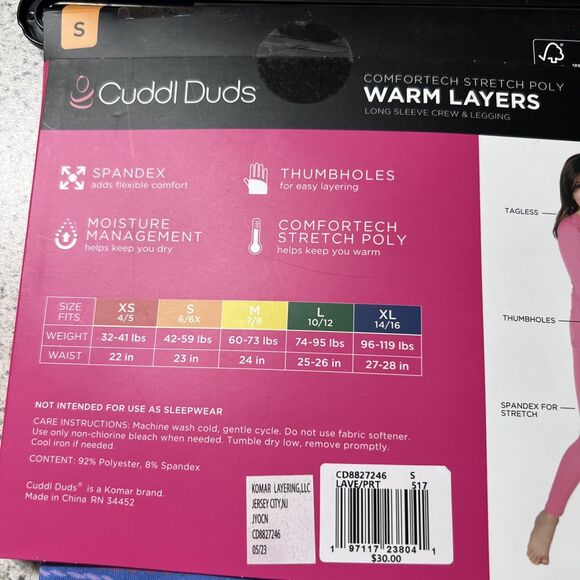 S
Cuddl Duds
COMFORTECH STRETCH POLY
WARM LAYERS
LONG SLEEVE CREW & LEGGING
SPANDEX
adds flexible comfort
THUMBHOLES
for easy layering
MOISTURE
MANAGEMENT
helps keep you dry
COMFORTECH
STRETCH POLY
helps keep you warm
TAGLESS
THUMBHOLES
SPANDEX FOR
STRETCH
SIZE FITS XS 4/5 S 6/6X M 7/8 L 10/12 XL 14/16
WEIGHT 32-41 lbs 42-59 lbs 60-73 lbs 74-95 lbs 96-119 lbs
WAIST 22 in 23 in 24 in 25-26 in 27-28 in
NOT INTENDED FOR USE AS SLEEPWEAR
CARE INSTRUCTIONS: Machine wash cold, gentle cycle. Do not use fabric softener.
Use only non-chlorine bleach when needed. Tumble dry low, remove promptly.
Cool iron if needed.
CONTENT: 92% Polyester, 8% Spandex
Cuddl Duds® is a Komar brand.
Made in China RN 34452
KOMAR LAYERING,LLC
JERSEY CITY,NJ
JYOCN
CD8827246
05/23
CD8827246 S
LAVE/PRT 517
1 97117 23804 1
$30.00